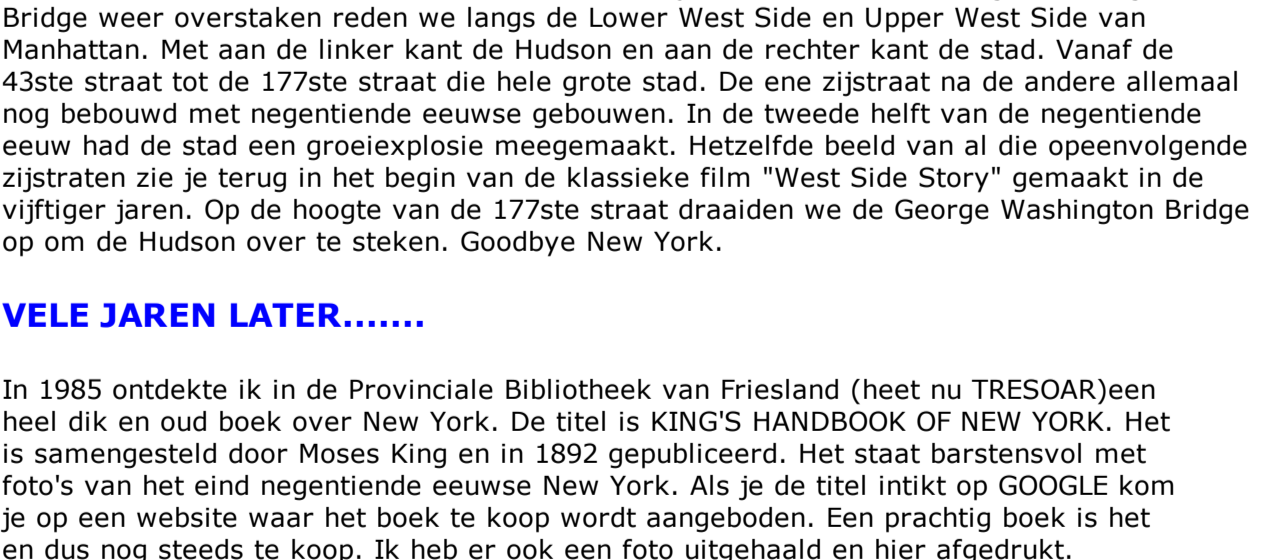 Bridge weer overstaken reden we langs de Lower West Side en Upper West Side van
Manhattan. Met aan de linker kant de Hudson en aan de rechter kant de stad. Vanaf de
43ste straat tot de 177ste straat die hele grote stad. De ene zijstraat na de andere allemaal
nog bebouwd met negentiende eeuwse gebouwen. In de tweede helft van de negentiende
eeuw had de stad een groeiexplosie meegemaakt. Hetzelfde beeld van al die opeenvolgende
zijstraten zie je terug in het begin van de klassieke film "West Side Story" gemaakt in de
vijftiger jaren. Op de hoogte van de 177ste straat draaiden we de George Washington Bridge
op om de Hudson over te steken. Goodbye New York.
VELE JAREN LATER.......
In 1985 ontdekte ik in de Provinciale Bibliotheek van Friesland (heet nu TRESOAR)een
heel dik en oud boek over New York. De titel is KING'S HANDBOOK OF NEW YORK. Het
is samengesteld door Moses King en in 1892 gepubliceerd. Het staat barstensvol met
foto's van het eind negentiende eeuwse New York. Als je de titel intikt op GOOGLE kom
je op een website waar het boek te koop wordt aangeboden. Een prachtig boek is het
en dus nog steeds te koop. Ik heb er ook een foto uitgehaald en hier afgedrukt.